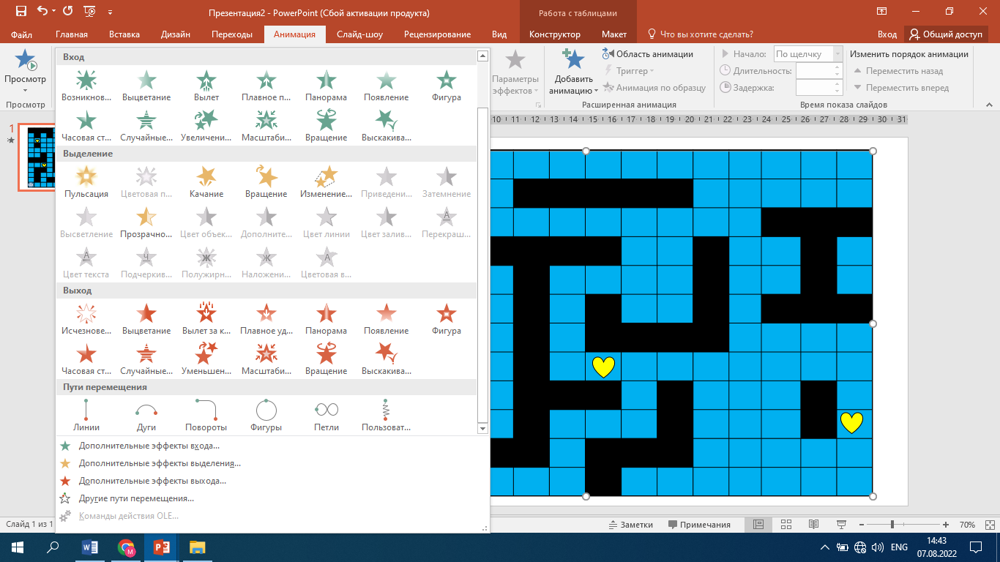 Презентация2 - PowerPoint (Сбой активации продукта)
Работа с таблицами
Файл Главная Вставка Дизайн Переходы Анимация Слайд-шоу Рецензирование Вид Конструктор Макет Что вы хотите сделать? Вход Общий доступ
Просмотр
Просмотр
Вход
Возникнов... Выцветание Вылет Плавное п... Панорама Появление Фигура
Часовая ст... Случайные... Увеличени... Масштаби... Вращение Выскакива...
Выделение
Пульсация Цветовая п... Качание Вращение Изменение... Приведени... Затемнение
Высветление Прозрачно... Цвет объек... Дополните... Цвет линии Цвет залив... Перекраш...
Цвет текста Подчеркив... Полужирн... Наложени... Цветовая в...
Выход
Исчезнове... Выцветание Вылет за к... Плавное уд... Панорама Появление Фигура
Часовая ст... Случайные... Уменьшен... Масштаби... Вращение Выскакива...
Пути перемещения
Линии Дуги Повороты Фигуры Петли Пользоват...
Дополнительные эффекты входа...
Дополнительные эффекты выделения...
Дополнительные эффекты выхода...
Другие пути перемещения...
Команды действия OLE...
Параметры эффектов
Добавить анимацию
Область анимации
Триггер
Анимация по образцу
Расширенная анимация
Начало: По щелчку
Длительность:
Задержка:
Изменить порядок анимации
Переместить назад
Переместить вперед
Время показа слайдов
10 11 12 13 14 15 16 17 18 19 20 21 22 23 24 25 26 27 28 29 30 31
1
Слайд 1 из 1
Заметки Примечания 70%
ENG
14:43
07.08.2022